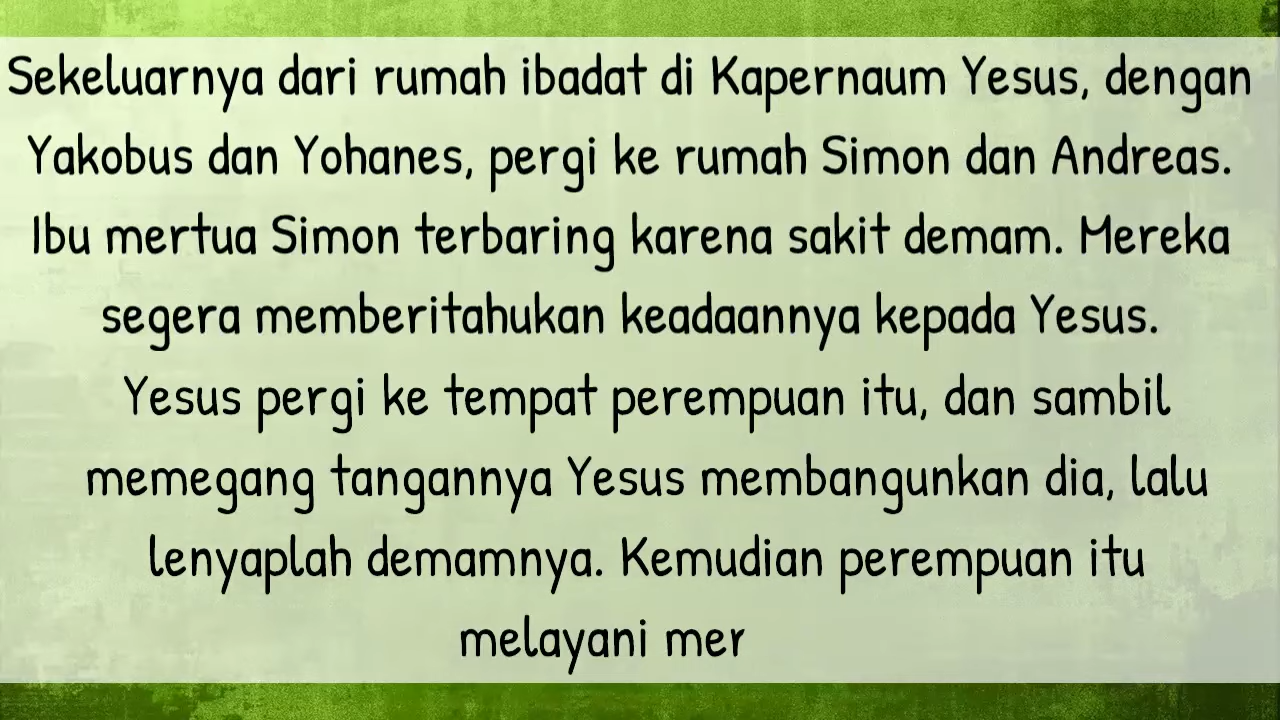 Sekeluarnya dari rumah ibadat di Kapernaum Yesus, dengan
Yakobus dan Yohanes, pergi ke rumah Simon dan Andreas.
Ibu mertua Simon terbaring karena sakit demam. Mereka
segera memberitahukan keadaannya kepada Yesus.
Yesus pergi ke tempat perempuan itu, dan sambil
memegang tangannya Yesus membangunkan dia, lalu
lenyaplah demamnya. Kemudian perempuan itu
melayani mer